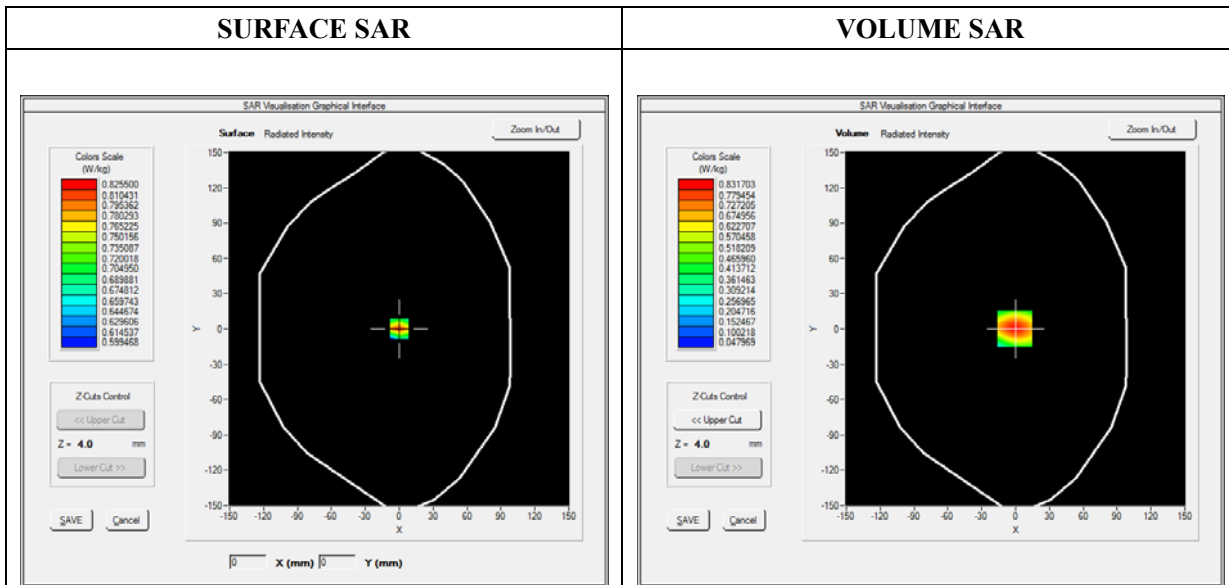 SURFACE SAR
VOLUME SAR
SAR Visualisation Graphical Interface
Surface Radiated Intensity
Zoom In/Out
Colors Scale
(W/kg)
0.825500
0.810431
0.795362
0.780293
0.765225
0.750156
0.735087
0.720018
0.704950
0.689881
0.674812
0.659743
0.644674
0.629606
0.614537
0.599468
Z-Cuts Control
<< Upper Cut
Z = 4.0 mm
Lower Cut >>
SAVE Cancel
150
120
90
60
30
0
-30
-60
-90
-120
-150
Y
-150 -120 -90 -60 -30 0 30 60 90 120 150
X
0 X (mm) 0 Y (mm)
SAR Visualisation Graphical Interface
Volume Radiated Intensity
Zoom In/Out
Colors Scale
(W/kg)
0.831703
0.779454
0.727205
0.674956
0.622707
0.570458
0.518209
0.465960
0.413712
0.361463
0.309214
0.256965
0.204716
0.152467
0.100218
0.047969
Z-Cuts Control
<< Upper Cut
Z = 4.0 mm
Lower Cut >>
SAVE Cancel
150
120
90
60
30
0
-30
-60
-90
-120
-150
Y
-150 -120 -90 -60 -30 0 30 60 90 120 150
X